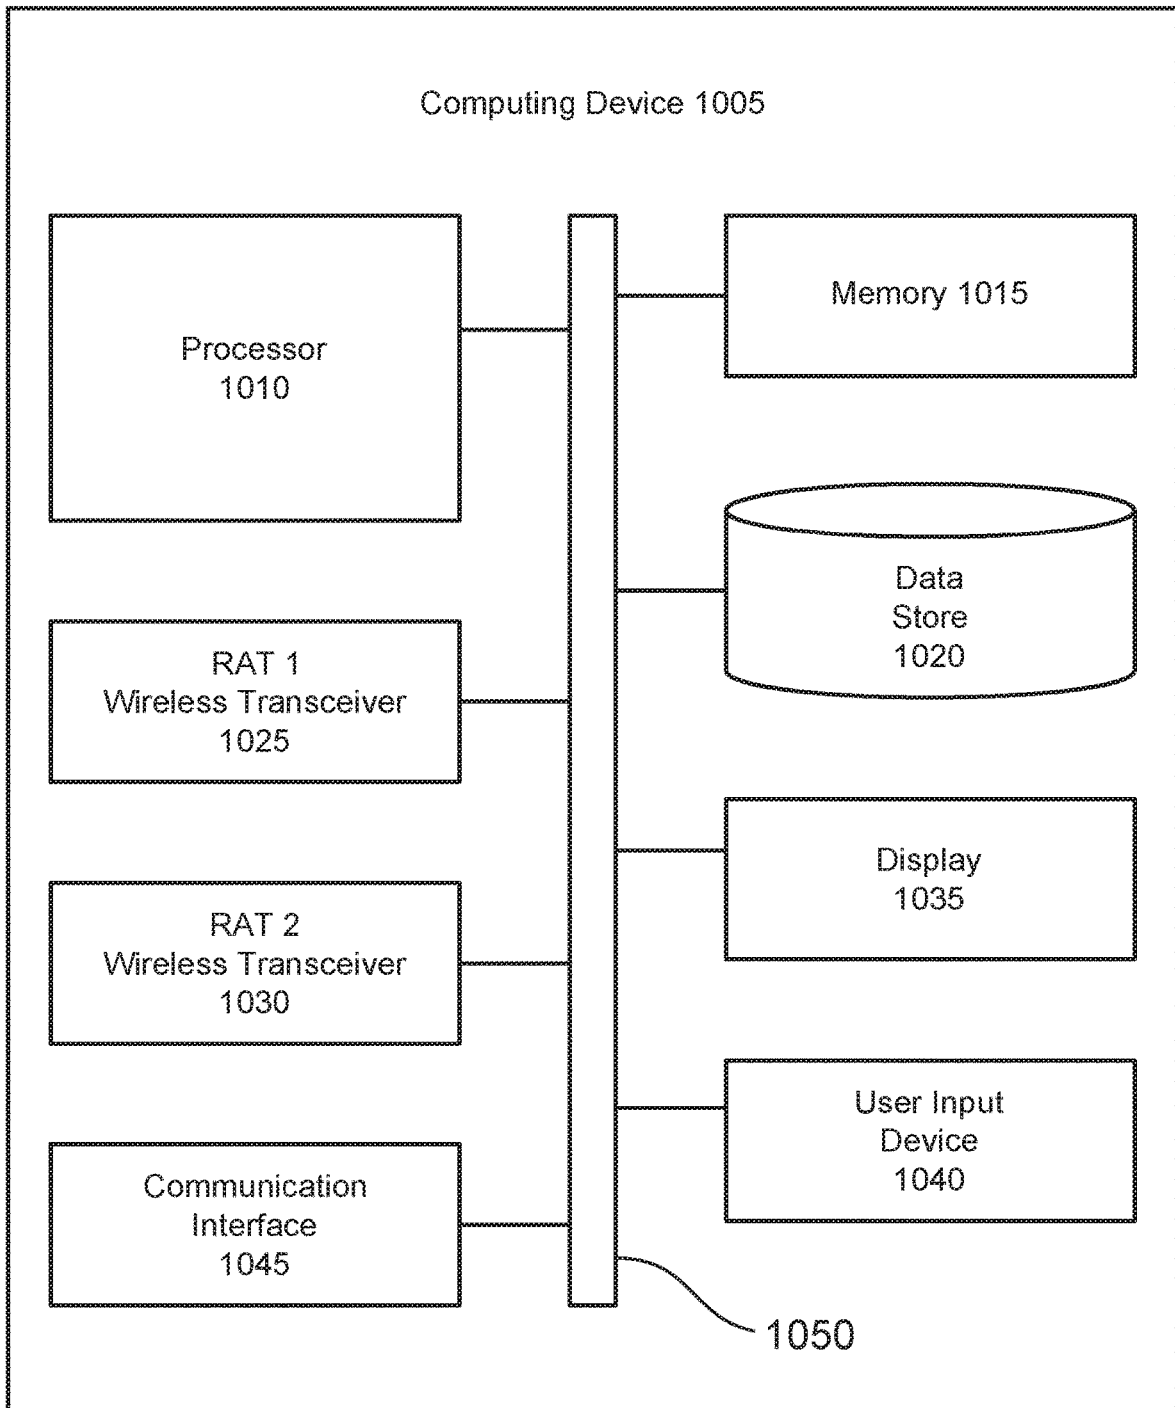 Computing Device 1005
Processor
1010
Memory 1015
Data
Store
1020
RAT 1
Wireless Transceiver
1025
Display
1035
RAT 2
Wireless Transceiver
1030
User Input
Device
1040
Communication
Interface
1045
1050